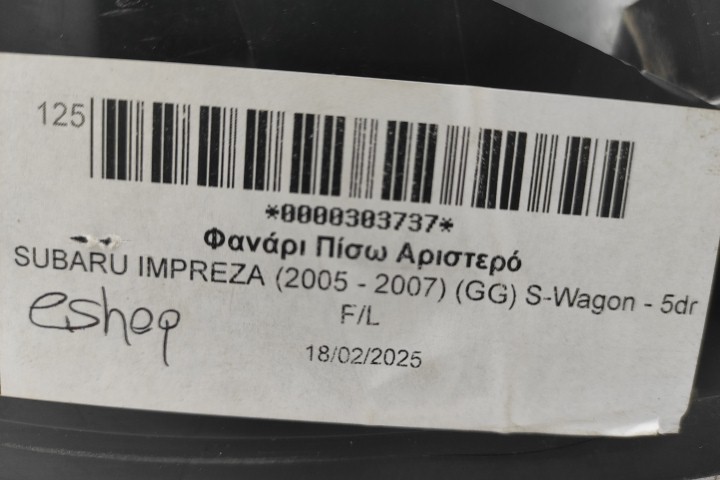 125
*0000303737*
Φανάρι Πίσω Αριστερό
SUBARU IMPREZA (2005 - 2007) (GG) S-Wagon - 5dr
F/L
eshop
18/02/2025